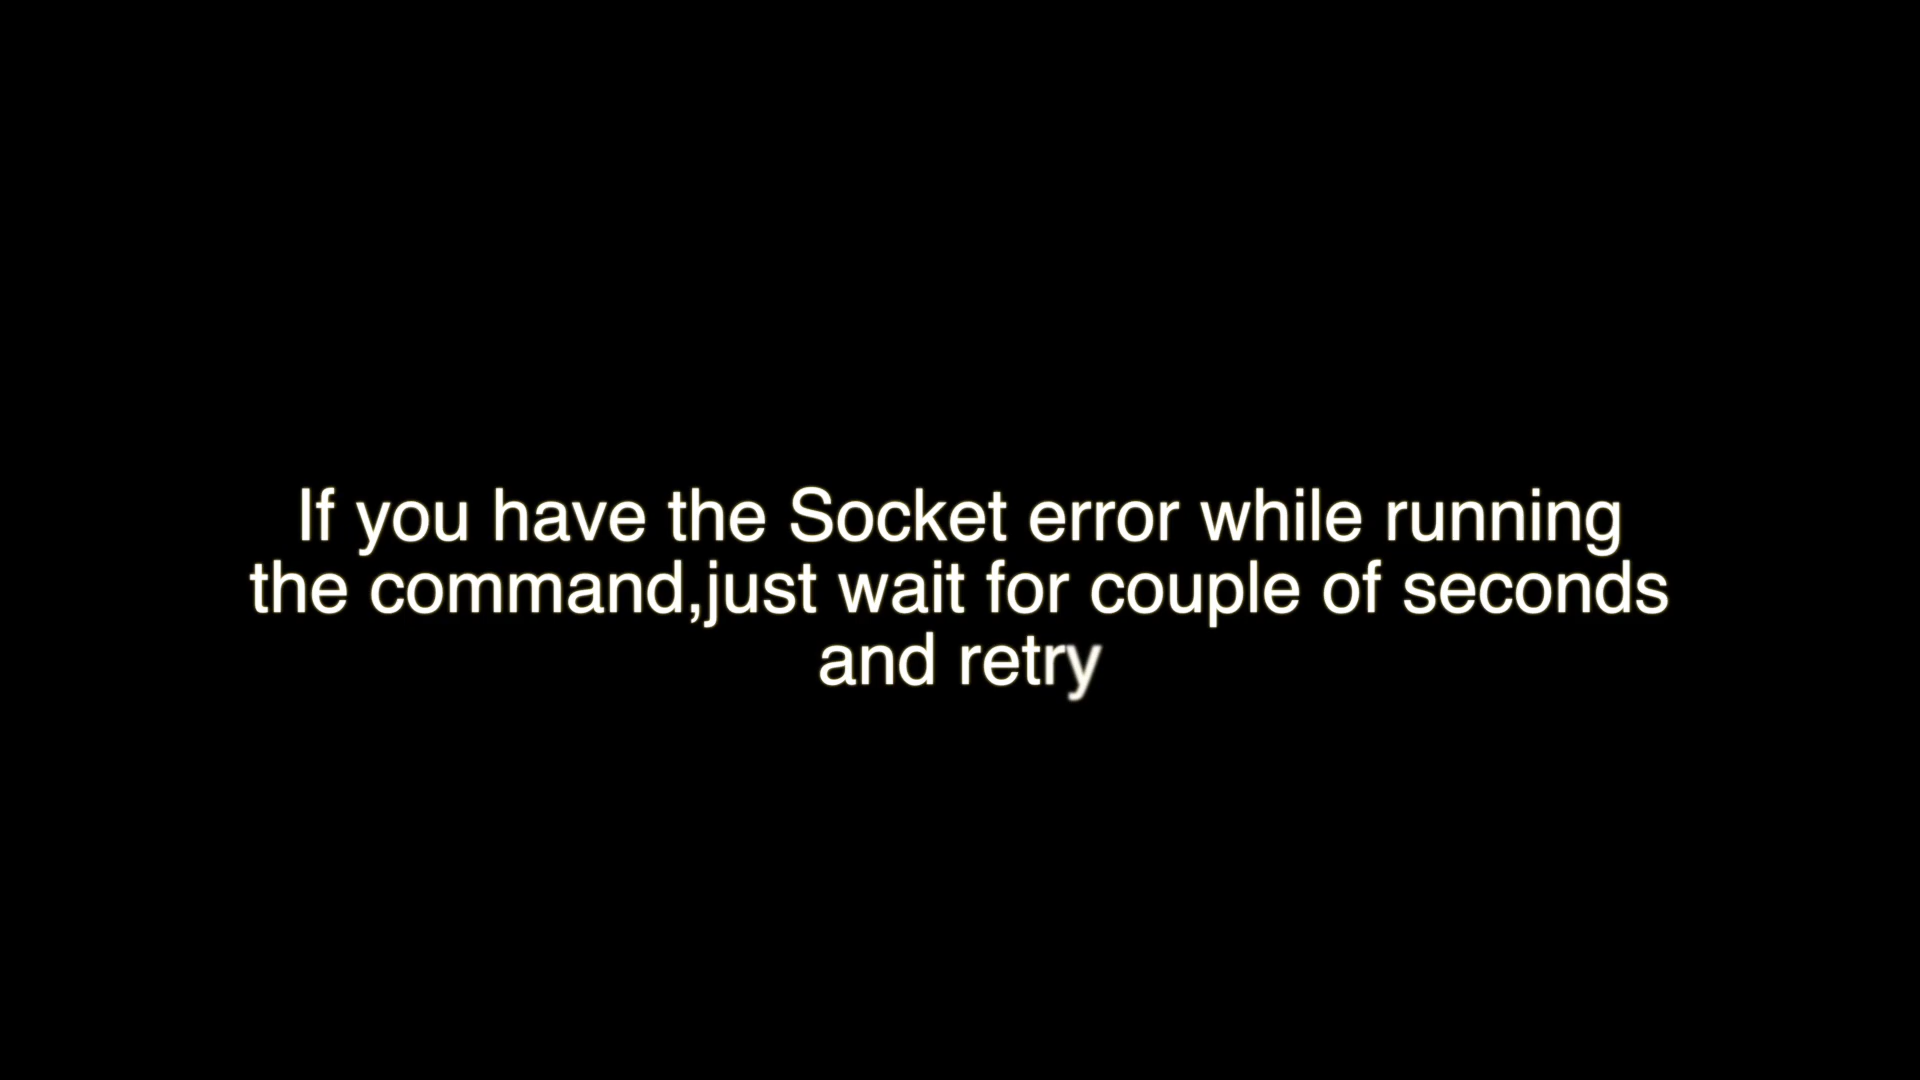 If you have the Socket error while running
the command,just wait for couple of seconds
and retry